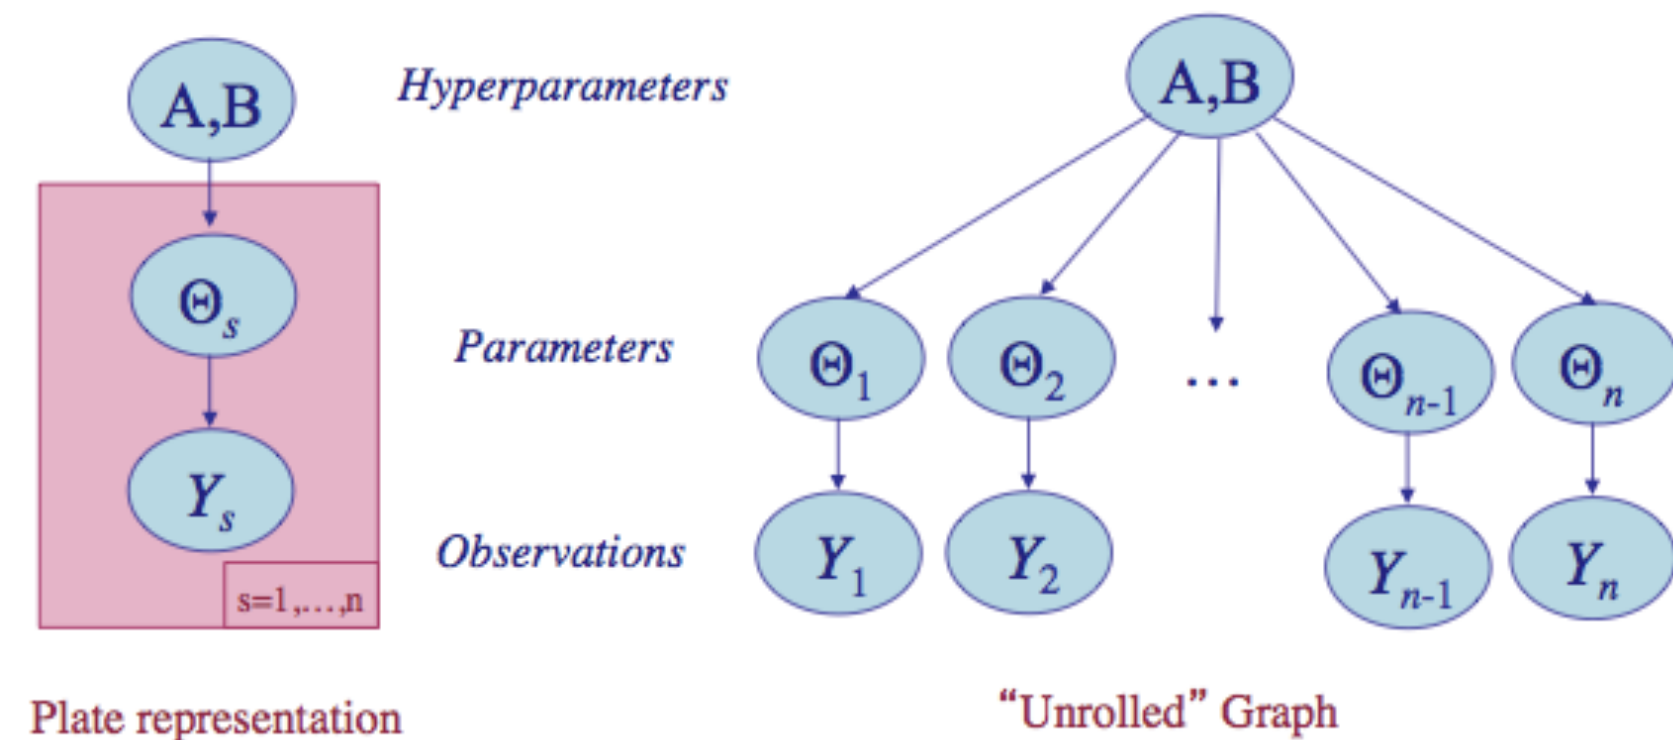 A,B
Hyperparameters
A,B
Θs
Parameters
Θ1
Θ2
...
Θn-1
Θn
Ys
Observations
Y1
Y2
Yn-1
Yn
s=1,...,n
Plate representation
“Unrolled” Graph